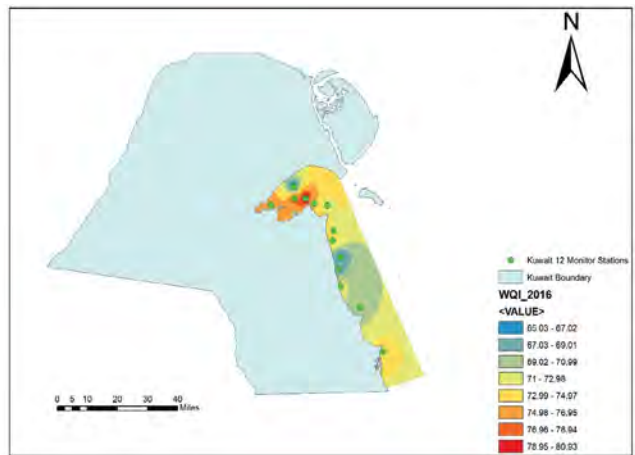 N
Kuwait 12 Monitor Stations
Kuwait Boundary
WQI_2016
<VALUE>
65.03 - 67.02
67.03 - 69.01
69.02 - 70.99
71 - 72.98
72.99 - 74.97
74.98 - 76.95
76.96 - 78.94
78.95 - 80.93
0 5 10 20 30 40
Miles